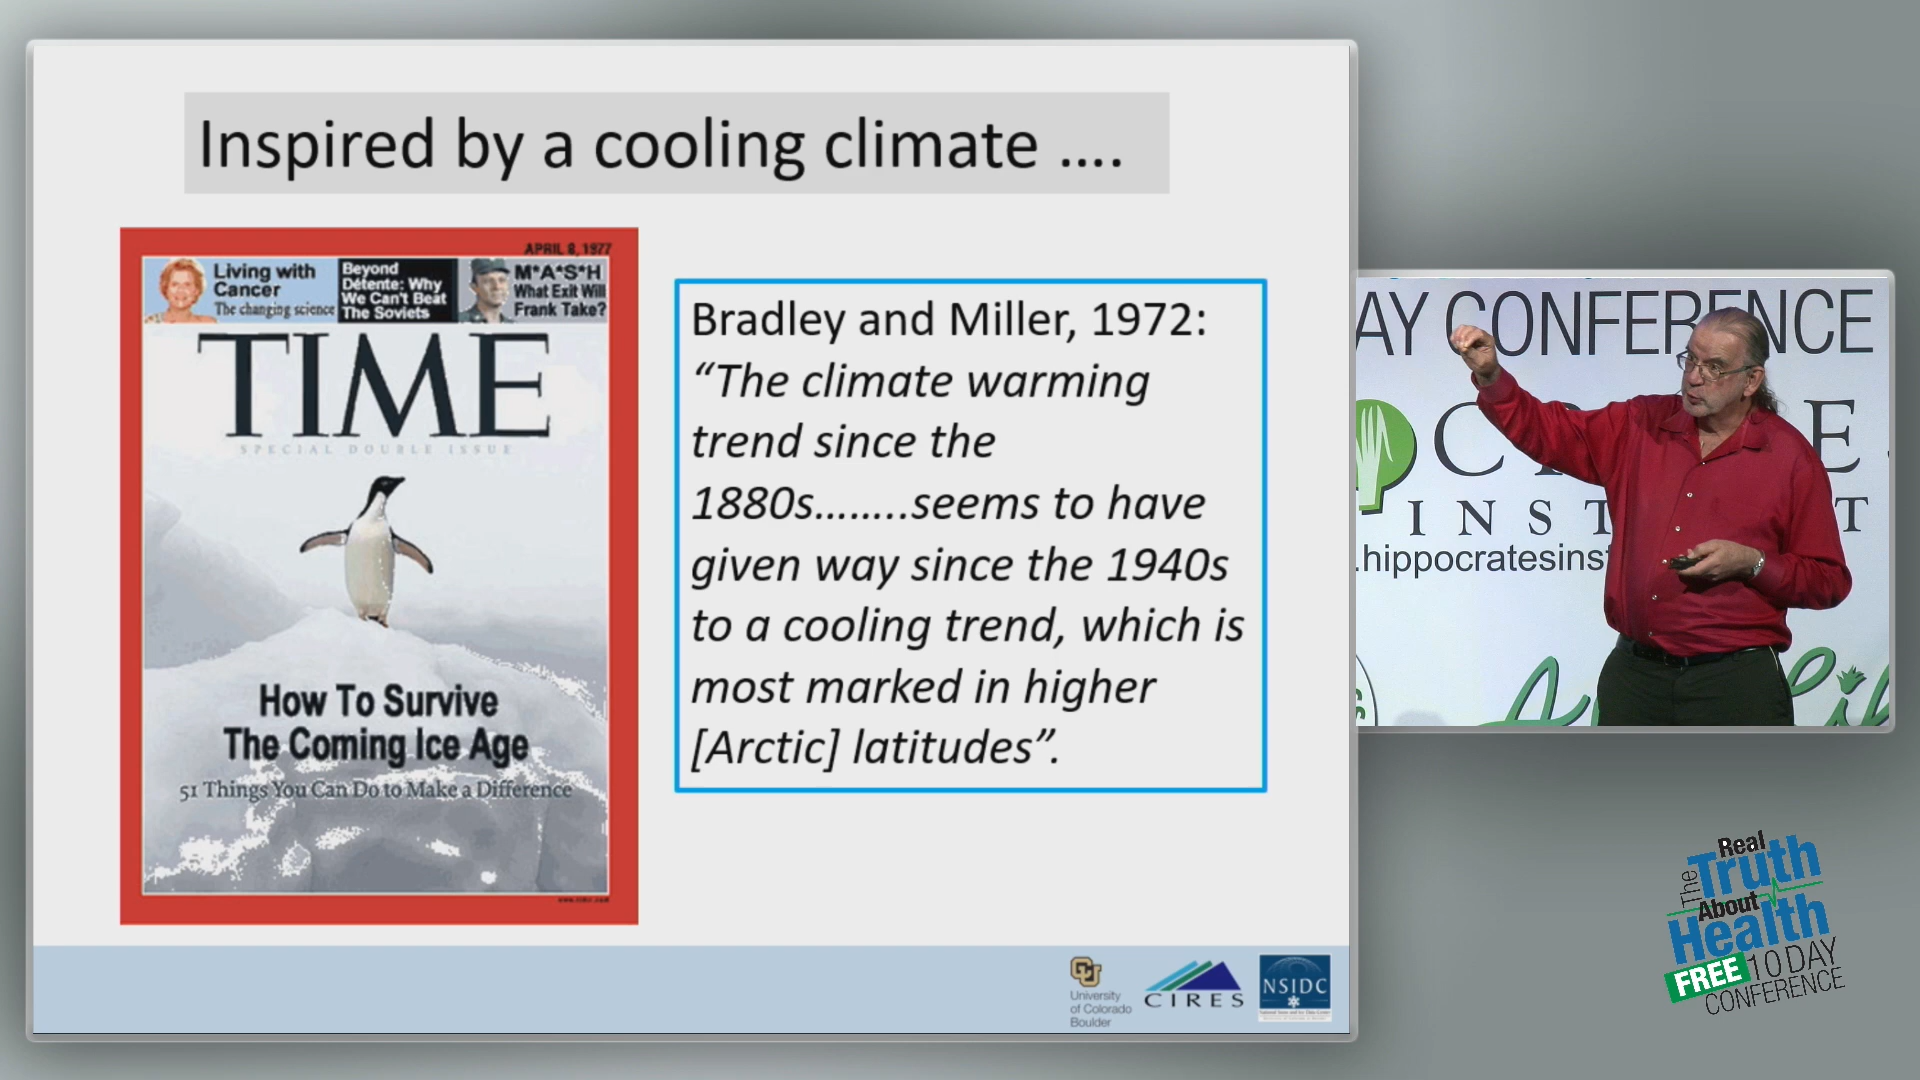 Inspired by a cooling climate ....
APRIL 8, 1977
Living with
Cancer
The changing science
Beyond
Détente: Why
We Can't Beat
The Soviets
M*A*S*H
What Exit Will
Frank Take?
TIME
SPECIAL DOUBLE ISSUE
How To Survive
The Coming Ice Age
51 Things You Can Do to Make a Difference
www.time.com
Bradley and Miller, 1972:
“The climate warming
trend since the
1880s........seems to have
given way since the 1940s
to a cooling trend, which is
most marked in higher
[Arctic] latitudes”.
CU
University
of Colorado
Boulder
CIRES
NSIDC
AY CONFERENCE
INST
T
.hippocratesinst
The Real
Truth
About
Health
FREE 10 DAY
CONFERENCE